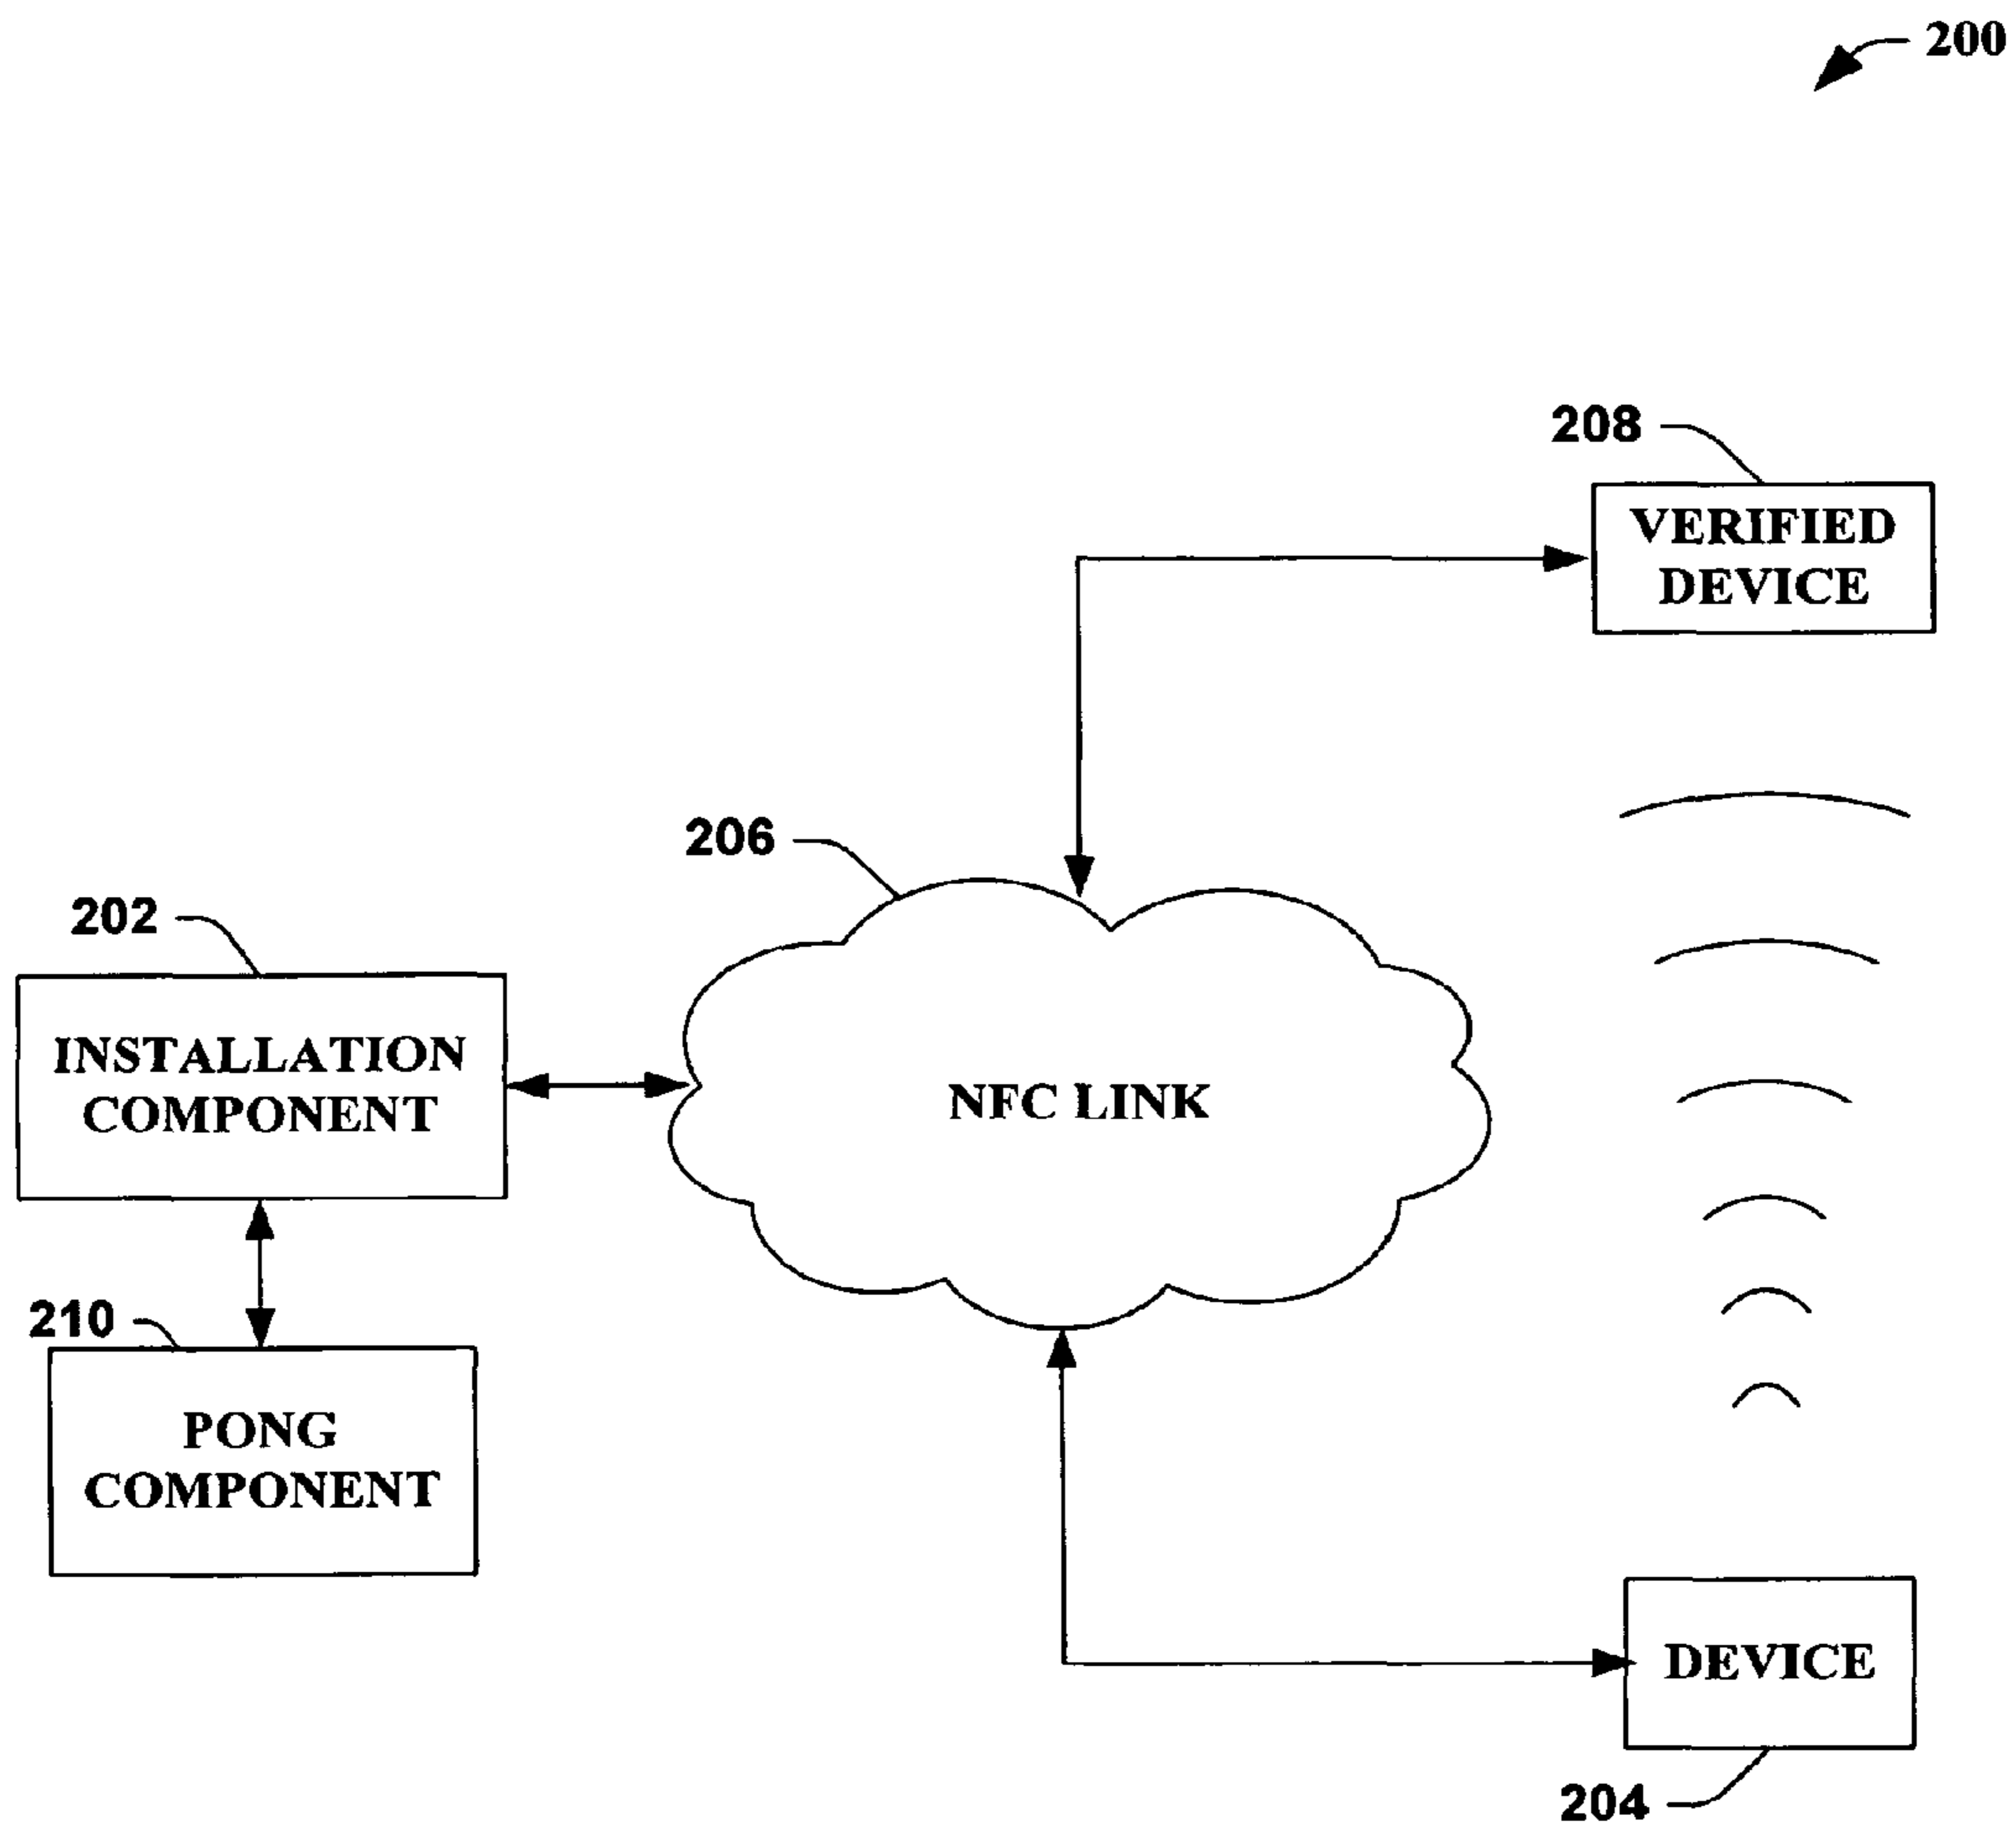 200
208
VERIFIED
DEVICE
206
202
INSTALLATION
COMPONENT
NFC LINK
210
PONG
COMPONENT
DEVICE
204